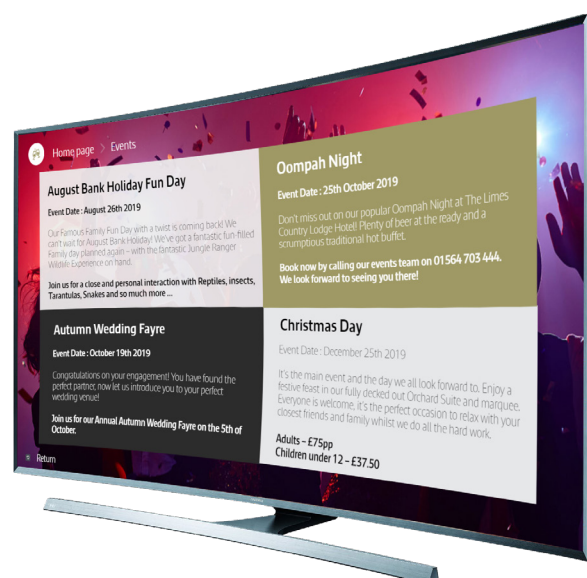 Home page > Events
August Bank Holiday Fun Day
Event Date : August 26th 2019
Our Famous Family Fun Day with a twist is coming back! We
can't wait for August Bank Holiday! We've got a fantastic fun-filled
Family day planned again – with the fantastic Jungle Ranger
Wildlife Experience on hand.
Join us for a close and personal interaction with Reptiles, insects,
Tarantulas, Snakes and so much more ...
Oompah Night
Event Date : 25th October 2019
Don't miss out on our popular Oompah Night at The Limes
Country Lodge Hotel! Plenty of beer at the ready and a
scrumptious traditional hot buffet.
Book now by calling our events team on 01564 703 444.
We look forward to seeing you there!
Autumn Wedding Fayre
Event Date : October 19th 2019
Congratulations on your engagement! You have found the
perfect partner, now let us introduce you to your perfect
wedding venue!
Join us for our Annual Autumn Wedding Fayre on the 5th of
October.
Christmas Day
Event Date : December 25th 2019
It's the main event and the day we all look forward to. Enjoy a
festive feast in our fully decked out Orchard Suite and marquee.
Everyone is welcome, it's the perfect occasion to relax with your
closest friends and family whilst we do all the hard work.
Adults – £75pp
Children under 12 – £37.50
Return